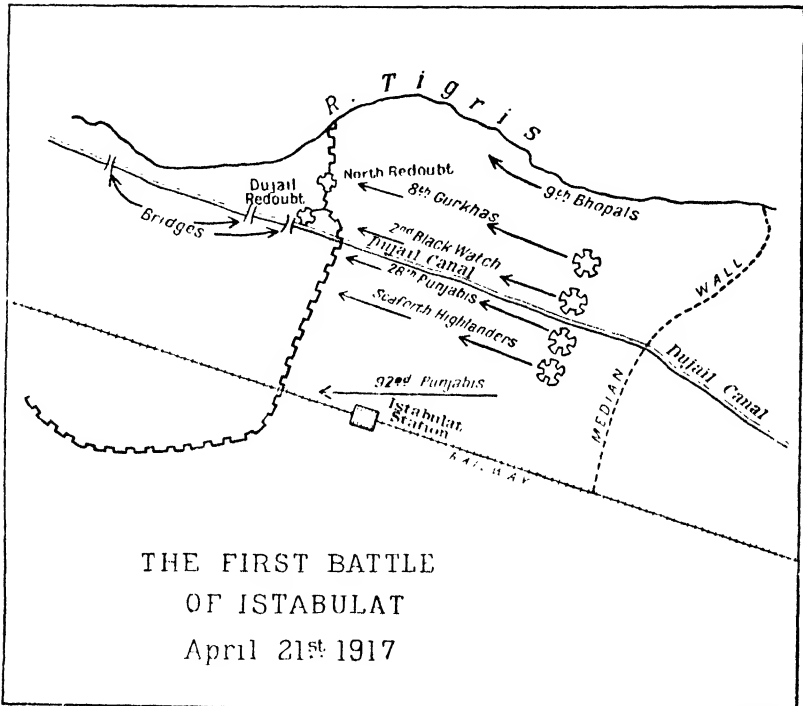 R. Tigris
North Redoubt
Dujail
Redoubt
8th Gurkhas
9th Bhopals
Bridges
2nd Black Watch
Dujail Canal
28th Punjabis
Seaforth Highlanders
WALL
MEDIAN
Dujail Canal
92nd Punjabis
Istabulat
Station
RAILWAY
THE FIRST BATTLE
OF ISTABULAT
April 21st 1917